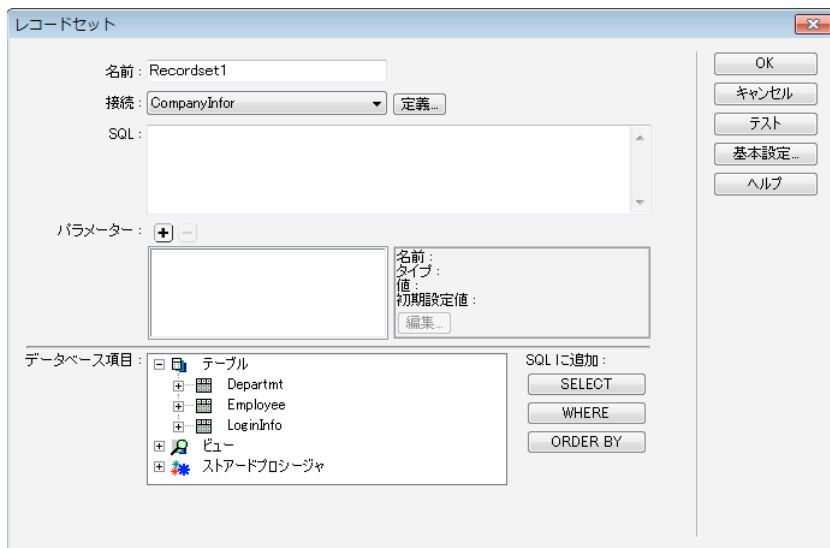 レコードセット
名前 : Recordset1
接続 : CompanyInfor 定義...
SQL :
パラメーター :
名前 :
タイプ :
値 :
初期設定値 :
編集...
データベース項目 :
テーブル
Departmt
Employee
LoginInfo
ビュー
ストアードプロシージャ
SQL に追加 :
SELECT
WHERE
ORDER BY
OK
キャンセル
テスト
基本設定...
ヘルプ